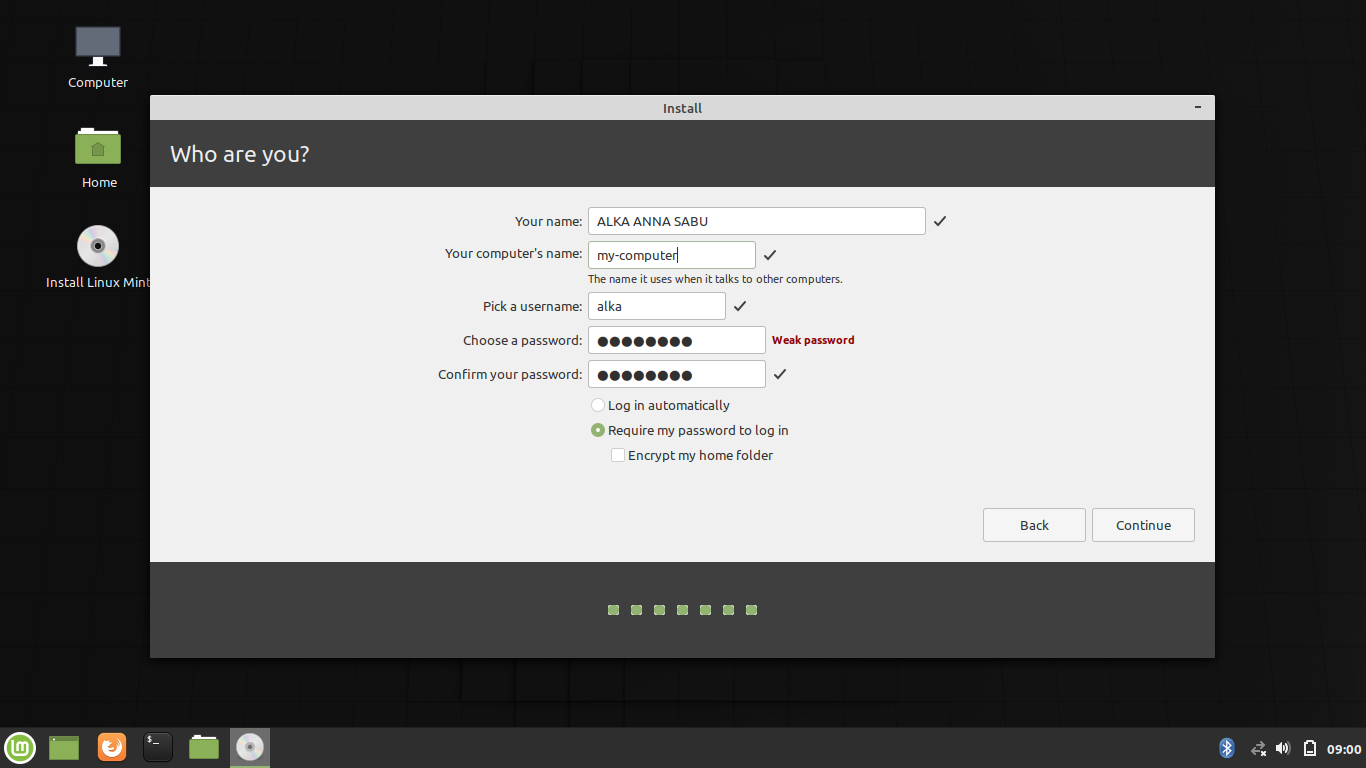 Computer
Home
Install Linux Mint
Install
Who are you?
Your name: ALKA ANNA SABU
Your computer's name: my-computer
The name it uses when it talks to other computers.
Pick a username: alka
Choose a password: ●●●●●●●● Weak password
Confirm your password: ●●●●●●●●
Log in automatically
Require my password to log in
Encrypt my home folder
Back Continue
$_ 09:00